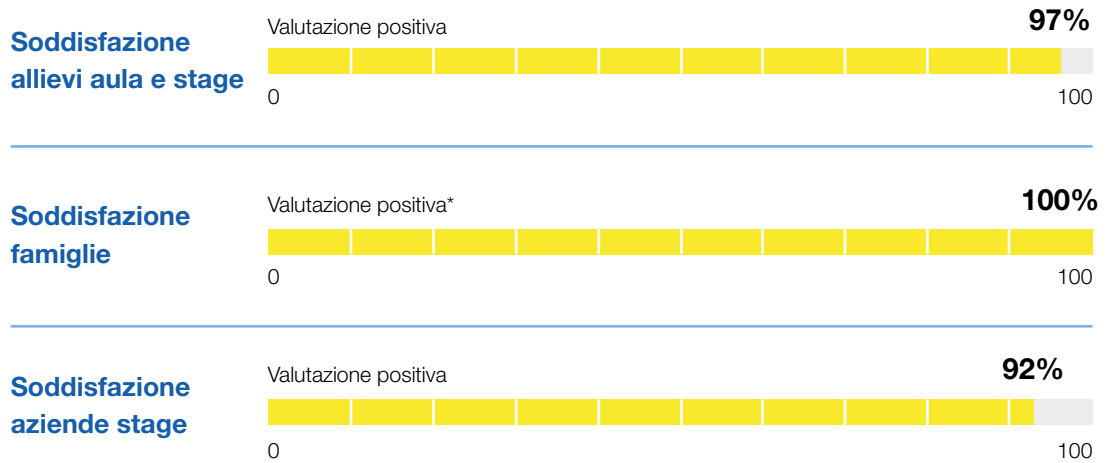 Soddisfazione
allievi aula e stage
Valutazione positiva
97%
0
100
Soddisfazione
famiglie
Valutazione positiva*
100%
0
100
Soddisfazione
aziende stage
Valutazione positiva
92%
0
100